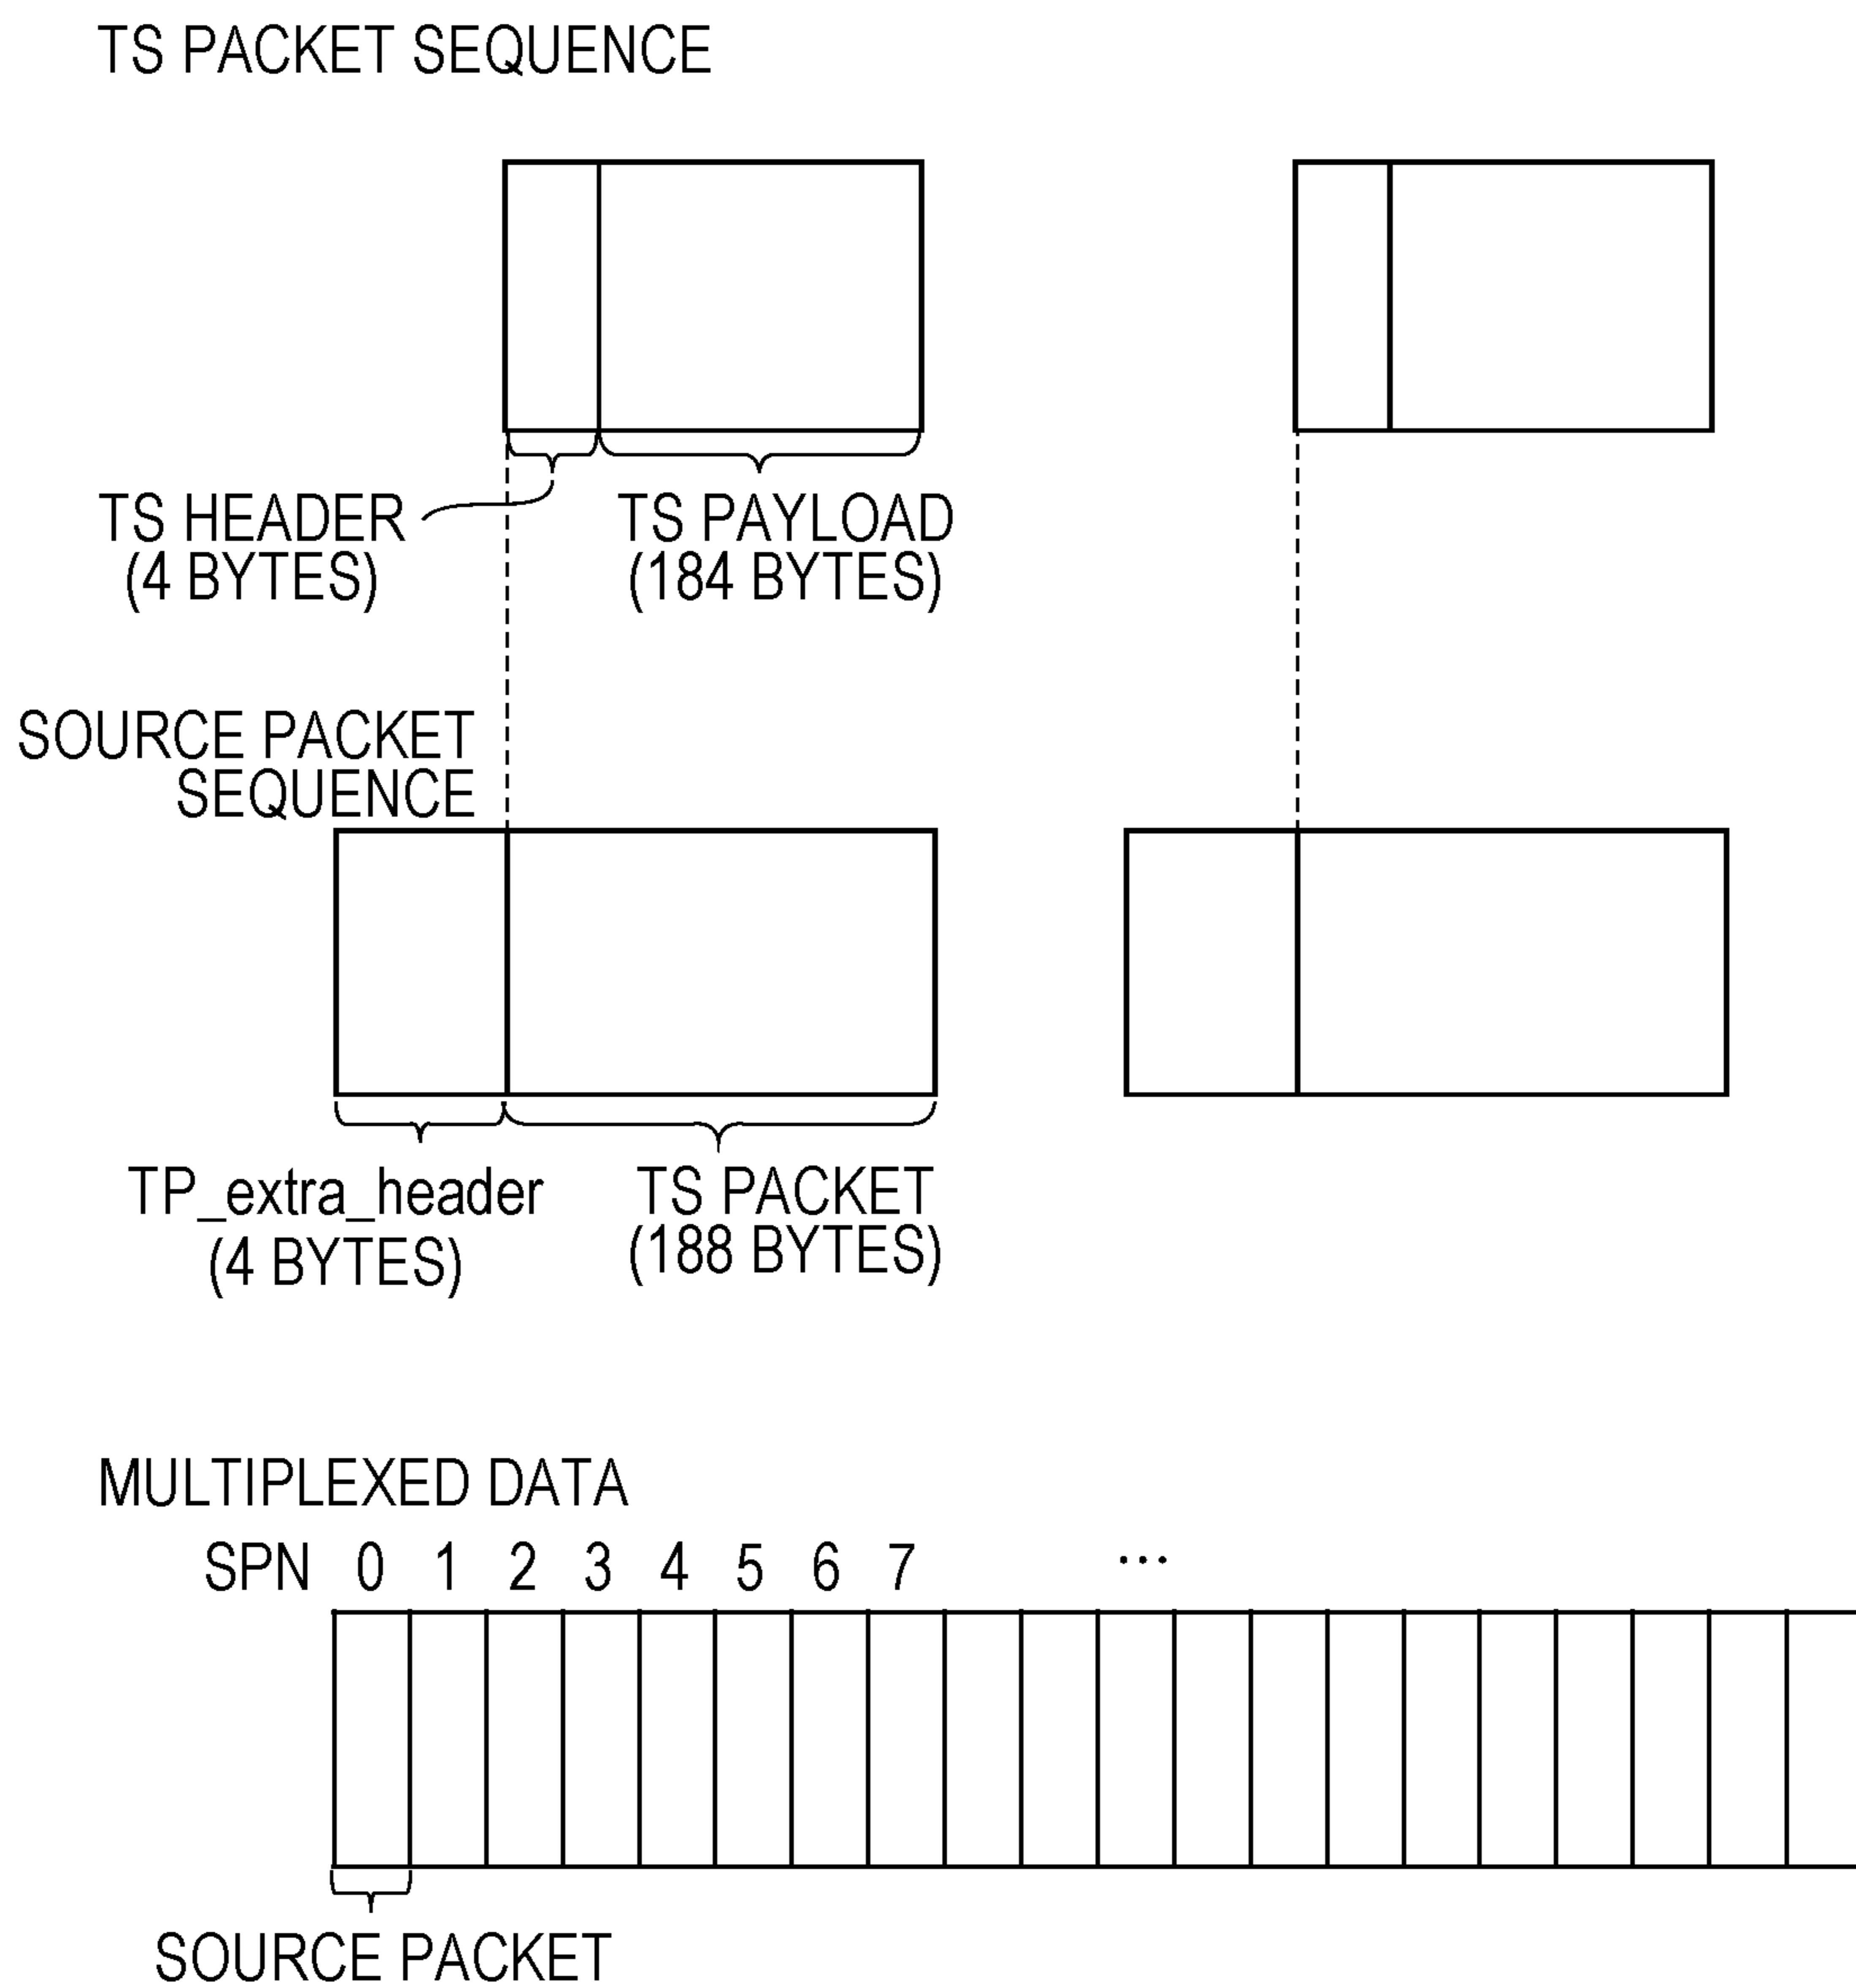 TS PACKET SEQUENCE
TS HEADER
(4 BYTES)
TS PAYLOAD
(184 BYTES)
SOURCE PACKET
SEQUENCE
TP_extra_header
(4 BYTES)
TS PACKET
(188 BYTES)
MULTIPLEXED DATA
SPN 0 1 2 3 4 5 6 7 ...
SOURCE PACKET